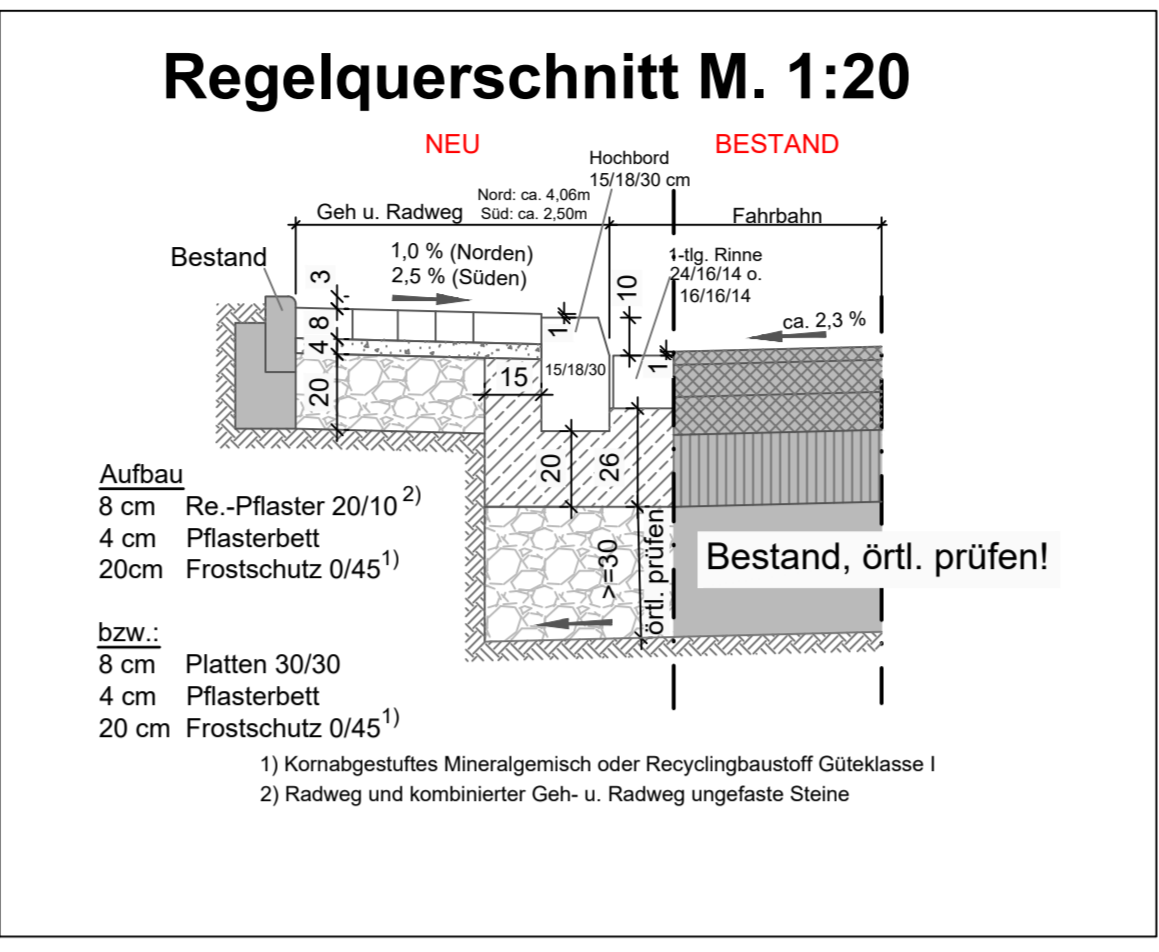 Regelquerschnitt M. 1:20
NEU
BESTAND
Hochbord
15/18/30 cm
Geh u. Radweg
Nord: ca. 4,06m
Süd: ca. 2,50m
Fahrbahn
Bestand
1,0 % (Norden)
2,5 % (Süden)
1-tlg. Rinne
24/16/14 o.
16/16/14
ca. 2,3 %
3
8
4
20
1
10
1
15
15/18/30
20
26
>=30
örtl. prüfen
Bestand, örtl. prüfen!
Aufbau
8 cm Re.-Pflaster 20/10 2)
4 cm Pflasterbett
20cm Frostschutz 0/45 1)
bzw.:
8 cm Platten 30/30
4 cm Pflasterbett
20 cm Frostschutz 0/45 1)
1) Kornabgestuftes Mineralgemisch oder Recyclingbaustoff Güteklasse I
2) Radweg und kombinierter Geh- u. Radweg ungefaste Steine